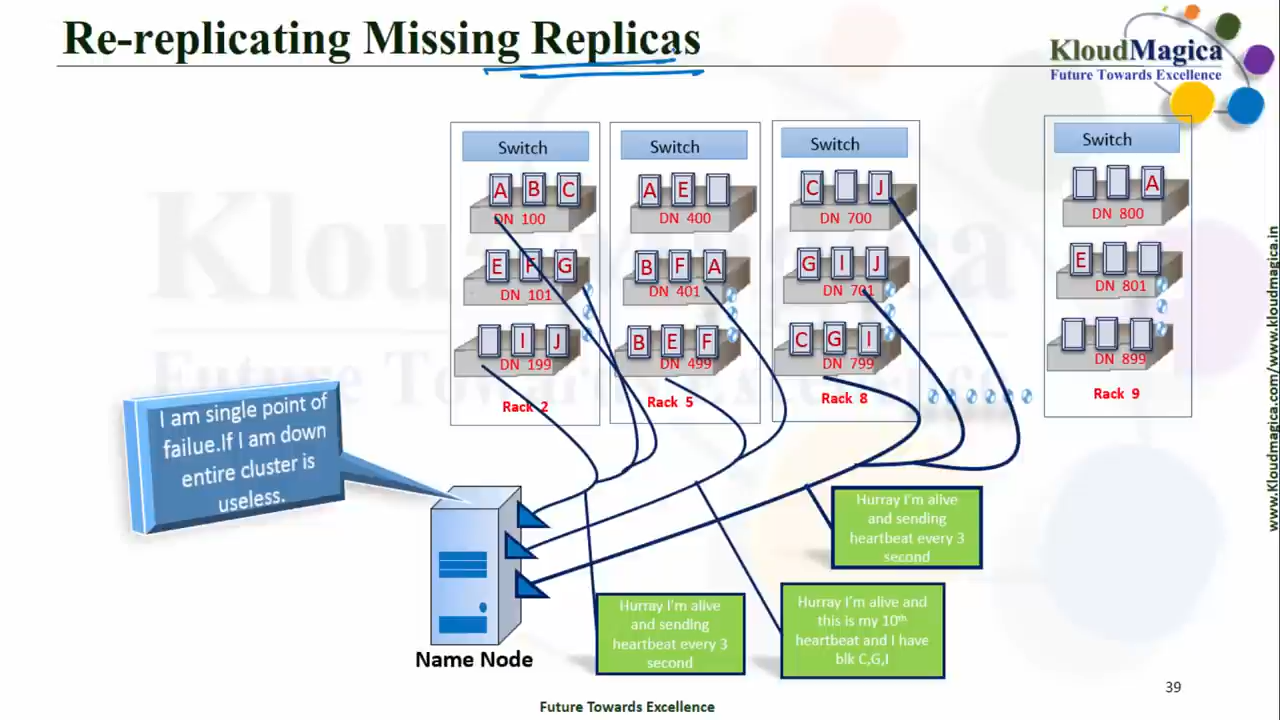 Re-replicating Missing Replicas
KloudMagica
Future Towards Excellence
Switch
A B C
DN 100
E F G
DN 101
I J
DN 199
Rack 2
Switch
A E
DN 400
B F A
DN 401
B E F
DN 499
Rack 5
Switch
C J
DN 700
G I J
DN 701
C G I
DN 799
Rack 8
Switch
A
DN 800
E
DN 801
DN 899
Rack 9
I am single point of
failue.If I am down
entire cluster is
useless.
Name Node
Hurray I'm alive
and sending
heartbeat every 3
second
Hurray I'm alive and
this is my 10th
heartbeat and I have
blk C,G,I
Hurray I'm alive
and sending
heartbeat every 3
second
www.Kloudmagica.com/www.kloudmagica.in
39
Future Towards Excellence